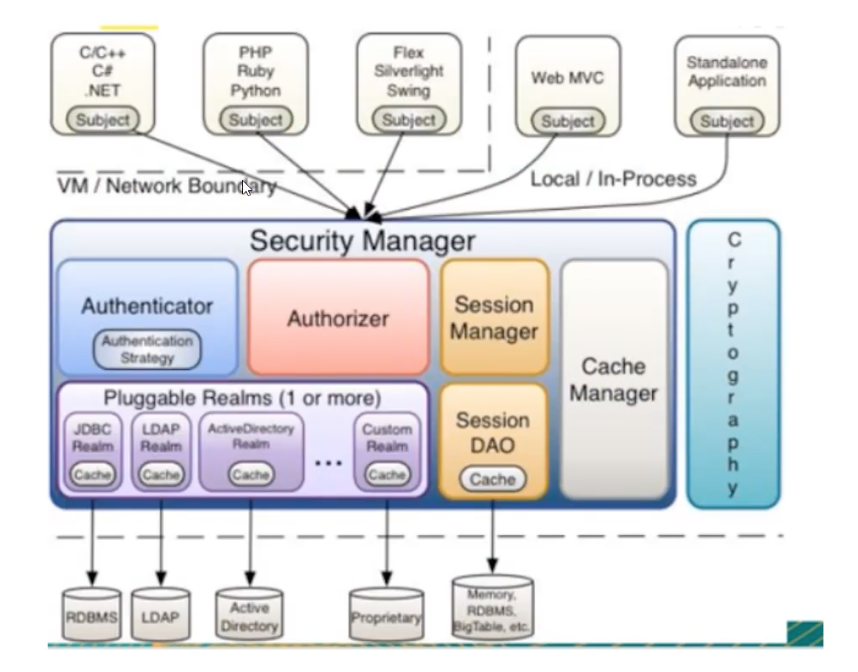 C/C++
C#
.NET
Subject
PHP
Ruby
Python
Subject
Flex
Silverlight
Swing
Subject
Web MVC
Subject
Standalone
Application
Subject
VM / Network Boundary
Local / In-Process
Security Manager
Authenticator
Authentication
Strategy
Authorizer
Session
Manager
Cache
Manager
Cryptography
Pluggable Realms (1 or more)
JDBC
Realm
Cache
LDAP
Realm
Cache
ActiveDirectory
Realm
Cache
...
Custom
Realm
Cache
Session
DAO
Cache
RDBMS
LDAP
Active
Directory
Proprietary
Memory,
RDBMS,
BigTable, etc.